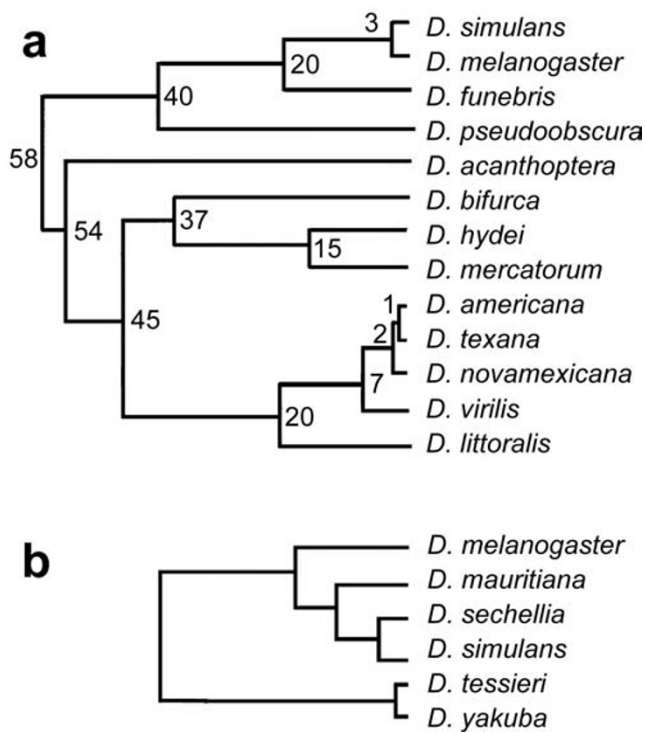 a
3
D. simulans
D. melanogaster
20
D. funebris
40
D. pseudoobscura
58
D. acanthoptera
54
D. bifurca
37
D. hydei
15
D. mercatorum
45
1
D. americana
2
D. texana
D. novamexicana
7
D. virilis
20
D. littoralis
b
D. melanogaster
D. mauritiana
D. sechellia
D. simulans
D. tessieri
D. yakuba